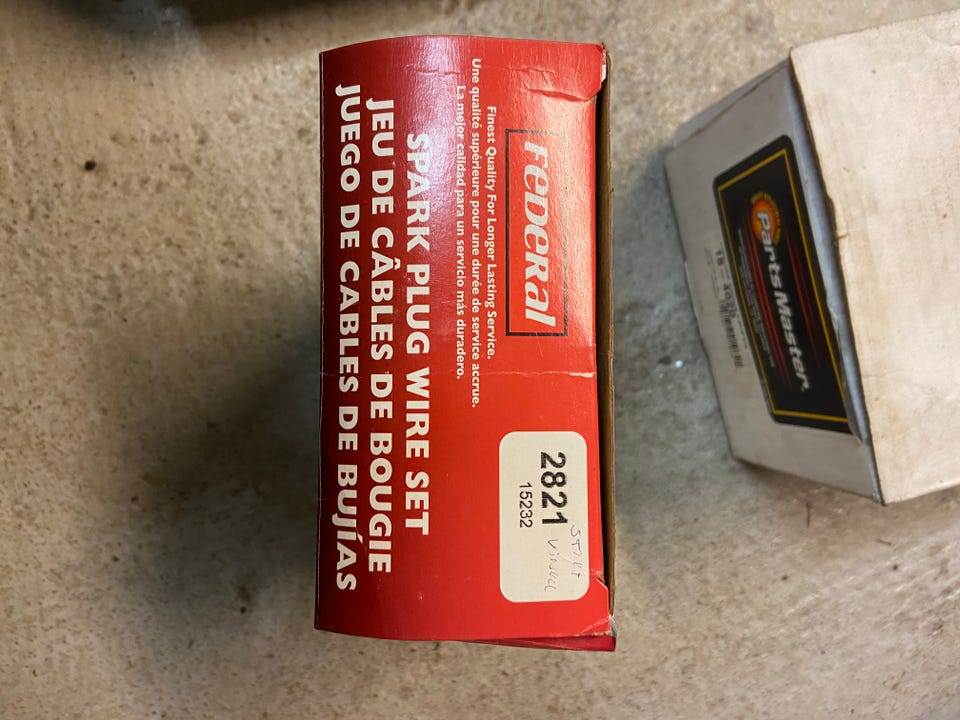 FEDERAL
Finest Quality For Longer Lasting Service.
Une qualité supérieure pour une durée de service accrue.
La mejor calidad para un servicio más duradero.
SPARK PLUG WIRE SET
JEU DE CÂBLES DE BOUGIE
JUEGO DE CABLES DE BUJÍAS
2821
15232
PartsMaster